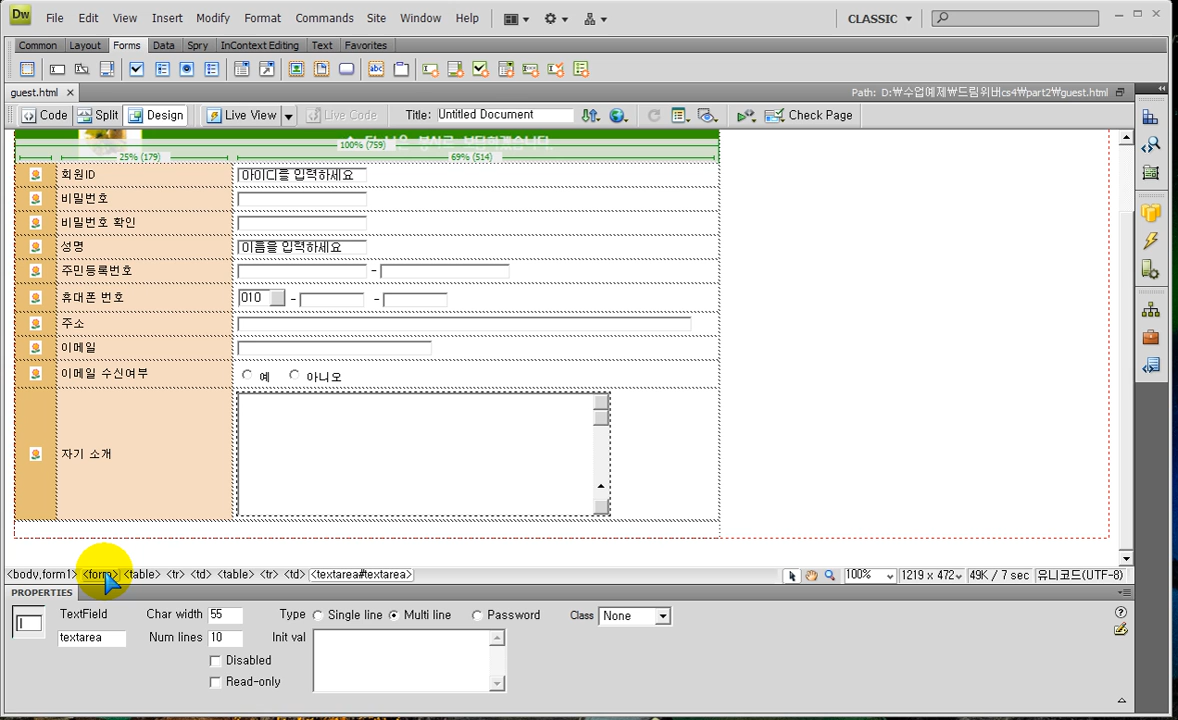 Dw File Edit View Insert Modify Format Commands Site Window Help CLASSIC
Common Layout Forms Data Spry InContext Editing Text Favorites
guest.html Path: D:₩수업예제₩드림위버cs4₩part2₩guest.html
Code Split Design Live View Live Code Title: Untitled Document Check Page
100% (759)
25% (179) 69% (514)
회원ID 아이디를 입력하세요
비밀번호
비밀번호 확인
성명 이름을 입력하세요
주민등록번호 -
휴대폰 번호 010 - -
주소
이메일
이메일 수신여부 예 아니오
자기 소개
<body,form1> <form> <table> <tr> <td> <table> <tr> <td> <textarea#textarea> 100% 1219 x 472 49K / 7 sec 유니코드(UTF-8)
PROPERTIES
TextField Char width 55 Type Single line Multi line Password Class None
textarea Num lines 10 Init val
Disabled
Read-only